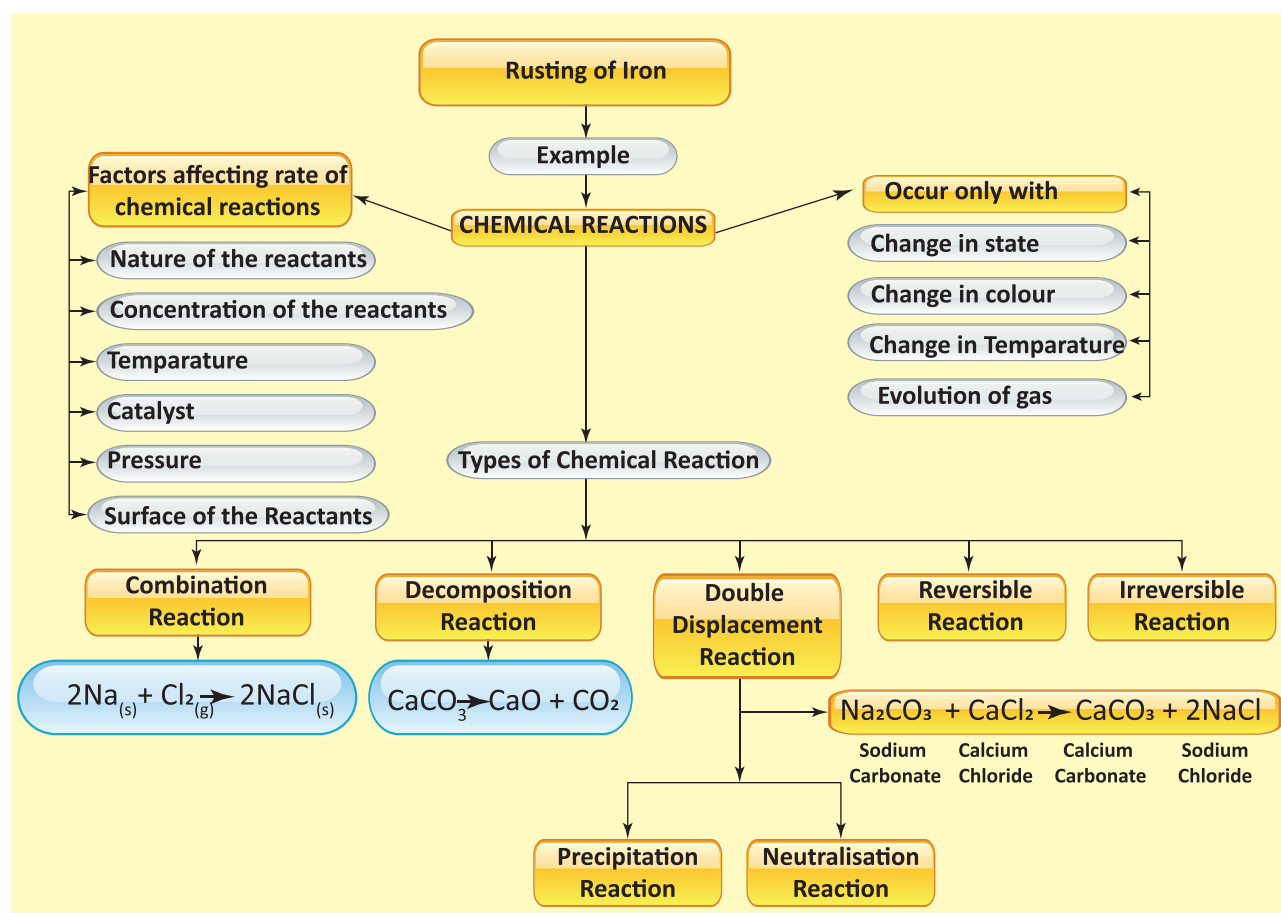 Rusting of Iron
Example
CHEMICAL REACTIONS
Factors affecting rate of
chemical reactions
Nature of the reactants
Concentration of the reactants
Temparature
Catalyst
Pressure
Surface of the Reactants
Occur only with
Change in state
Change in colour
Change in Temparature
Evolution of gas
Types of Chemical Reaction
Combination
Reaction
2Na(s) + Cl₂(g) → 2NaCl(s)
Decomposition
Reaction
CaCO₃ → CaO + CO₂
Double
Displacement
Reaction
Na₂CO₃ + CaCl₂ → CaCO₃ + 2NaCl
Sodium Calcium Calcium Sodium
Carbonate Chloride Carbonate Chloride
Precipitation
Reaction
Neutralisation
Reaction
Reversible
Reaction
Irreversible
Reaction